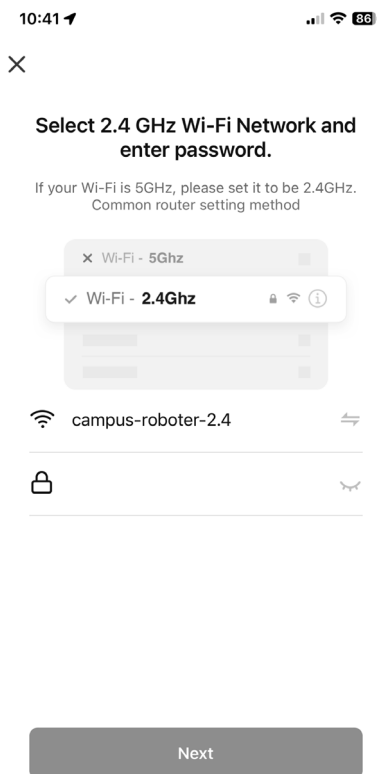 10:41
86
Select 2.4 GHz Wi-Fi Network and
enter password.
If your Wi-Fi is 5GHz, please set it to be 2.4GHz.
Common router setting method
Wi-Fi - 5Ghz
Wi-Fi - 2.4Ghz
campus-roboter-2.4
Next